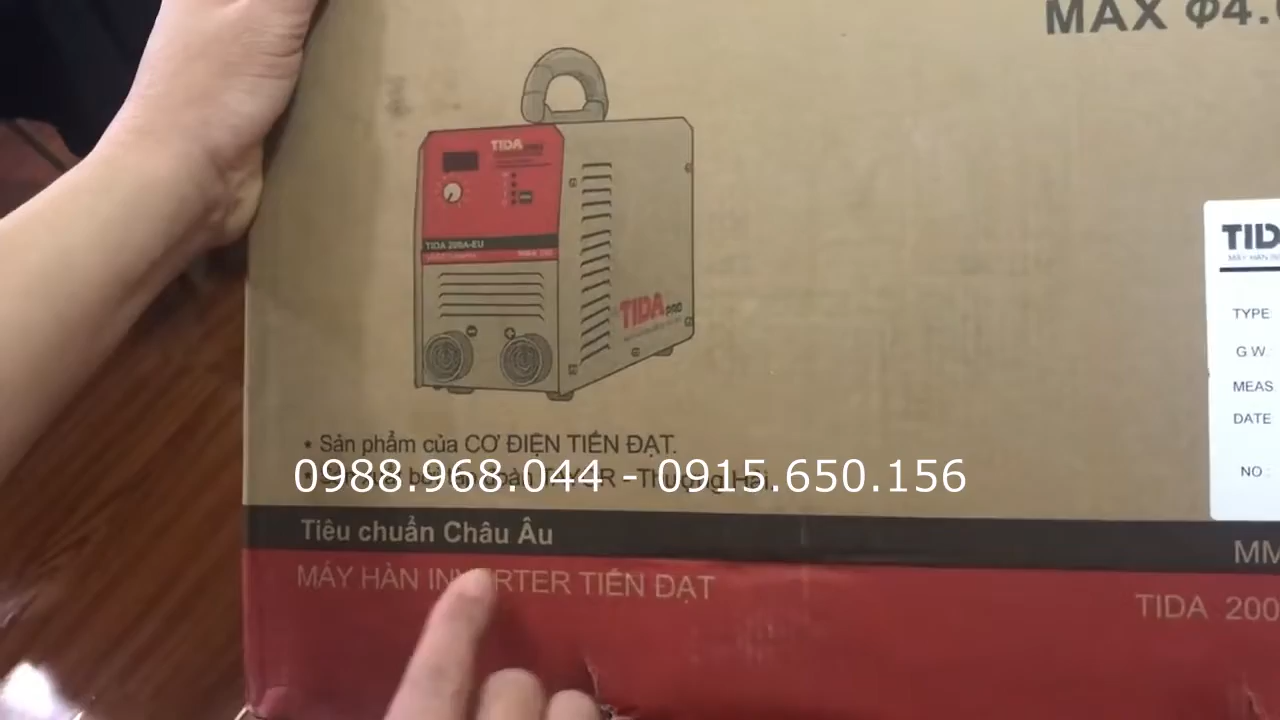 MAX Φ4.
TIDA
TIDA 200A-EU
TIDA PRO
TID
TYPE
G.W.
MEAS
DATE
NO :
* Sản phẩm của CƠ ĐIỆN TIẾN ĐẠT.
0988.968.044 - 0915.650.156
Thượng Hải.
Tiêu chuẩn Châu Âu
MM
MÁY HÀN INVERTER TIẾN ĐẠT
TIDA 200